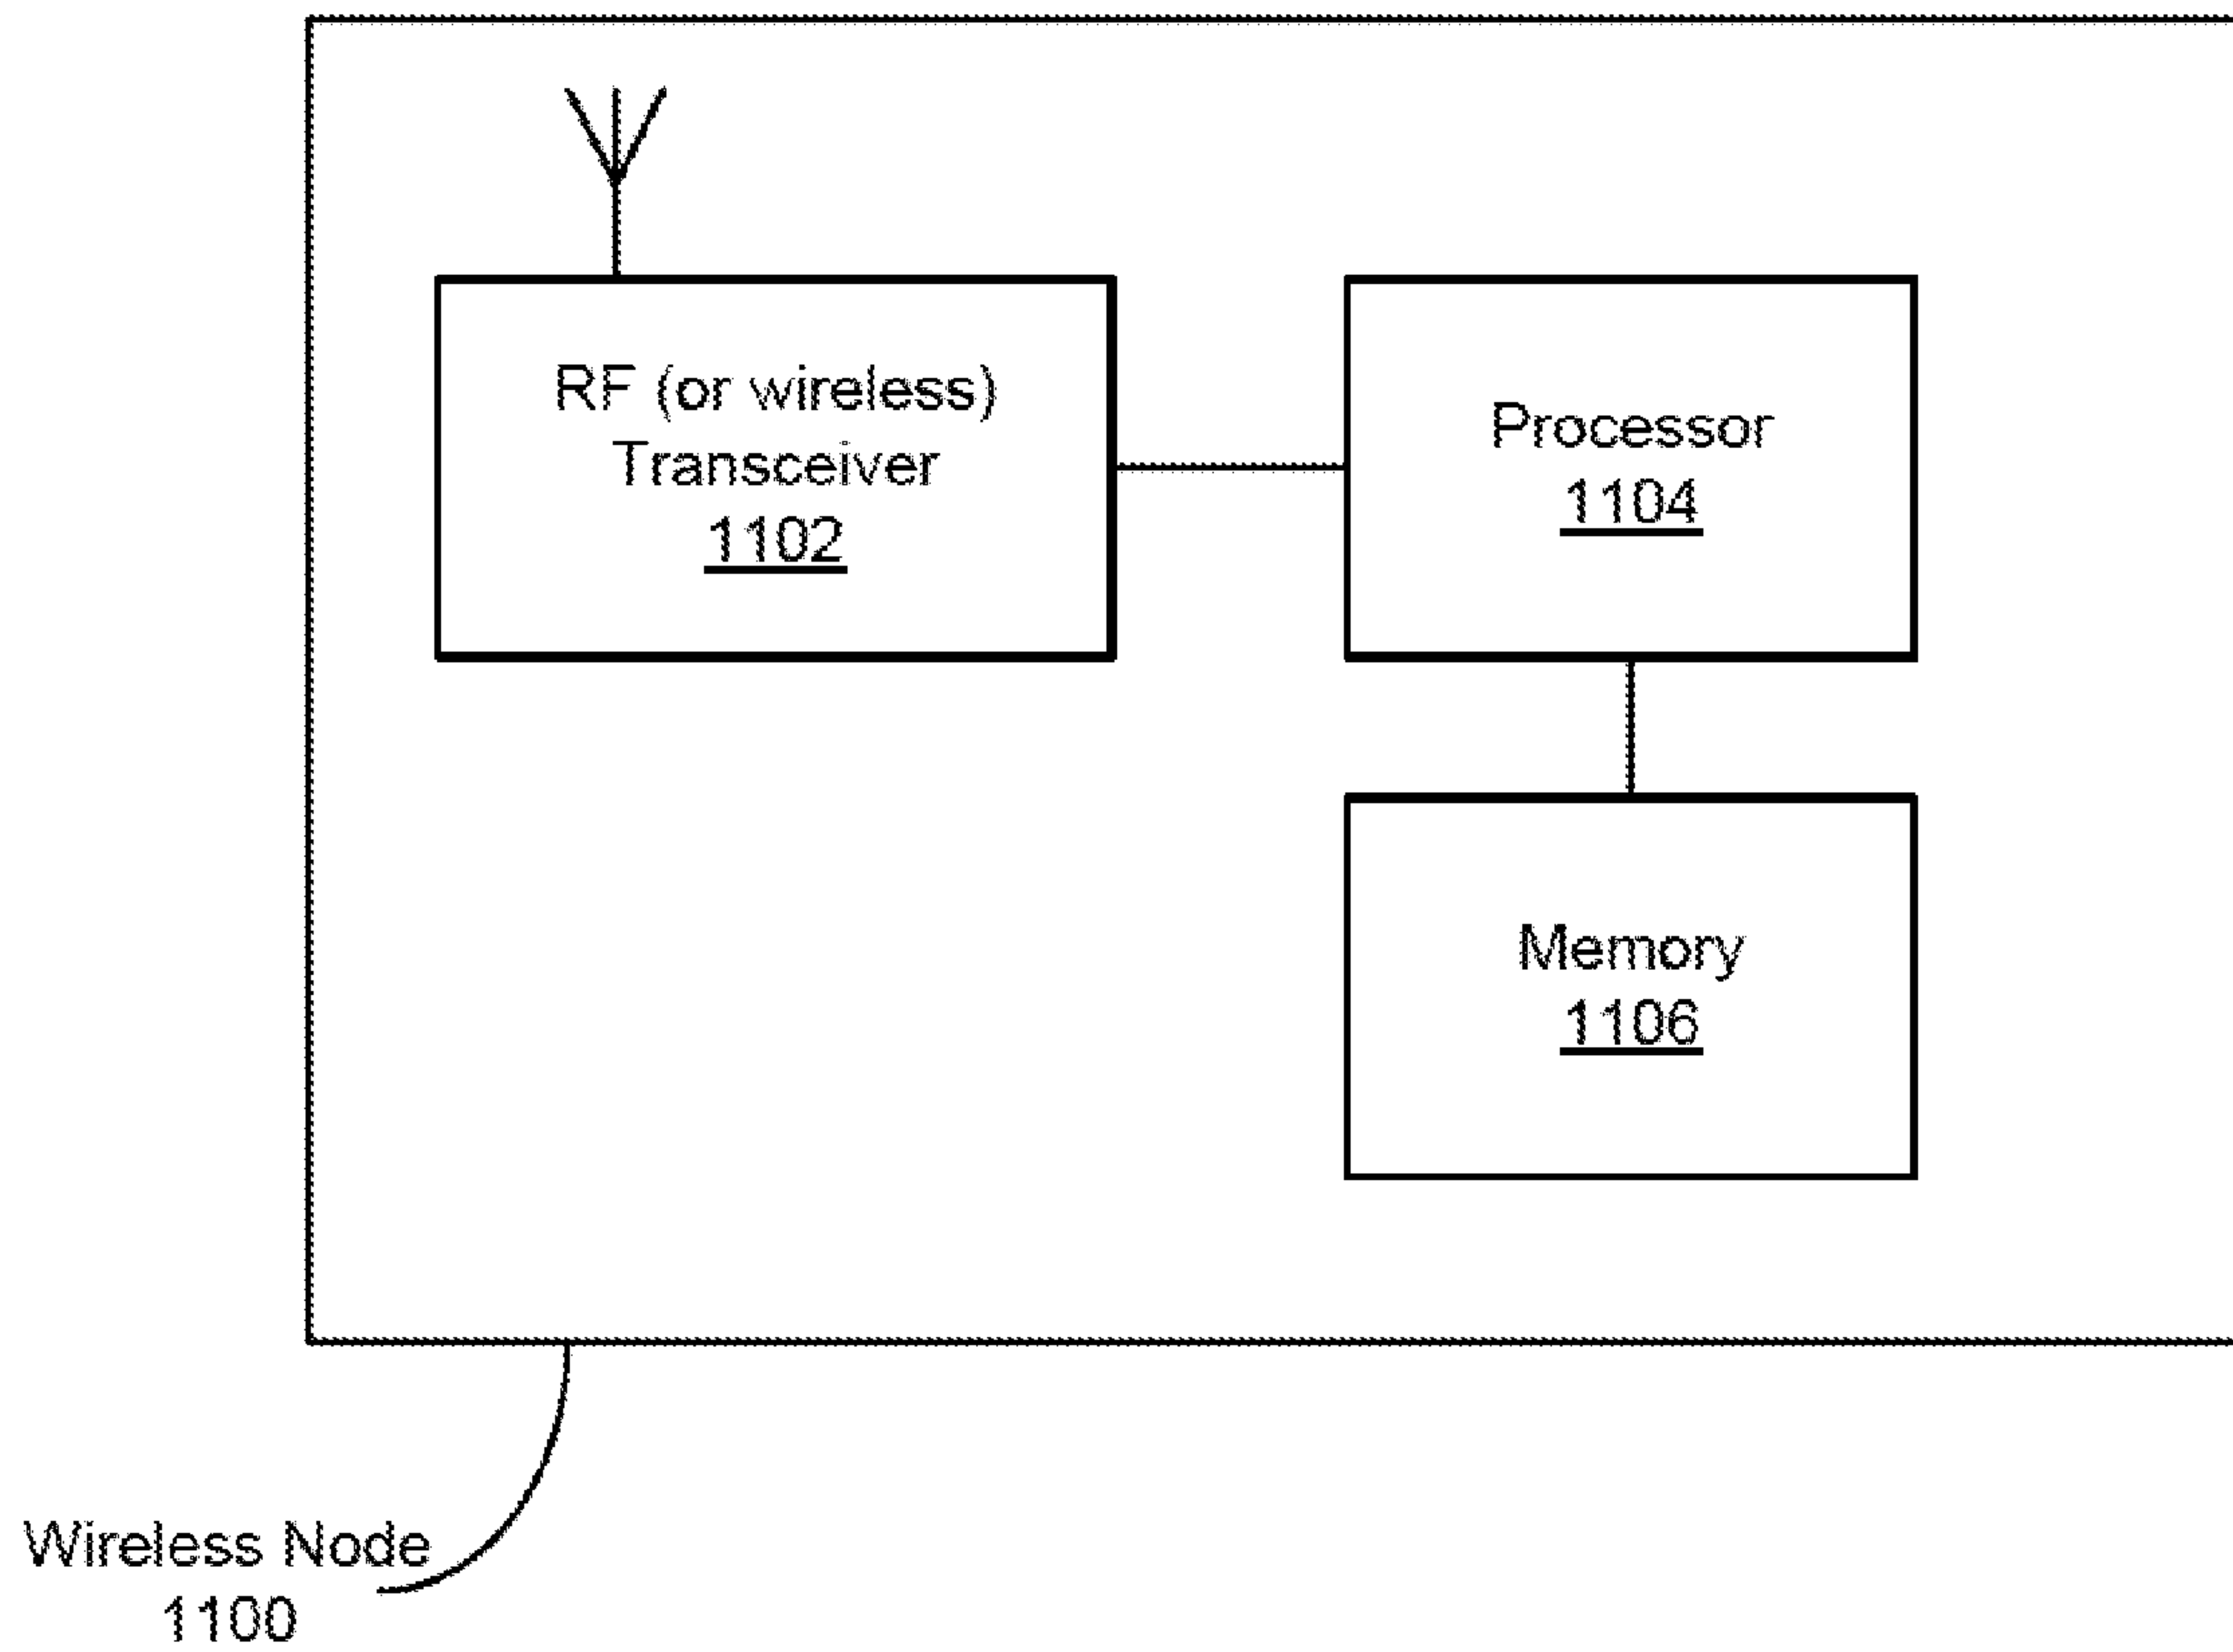 RF (or wireless)
Transceiver
1102
Processor
1104
Memory
1106
Wireless Node
1100